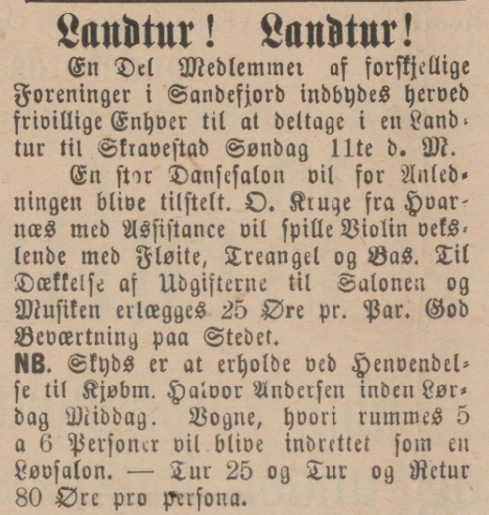 Landtur! Landtur!
En Del Medlemmer af forskjellige
Foreninger i Sandefjord indbydes herved
frivillige Enhver til at deltage i en Land-
tur til Skravestad Søndag 11te d. M.
En stor Dansesalon vil for Anled-
ningen blive tilstelt. O. Kruge fra Hvar-
næs med Assistance vil spille Violin veks-
lende med Fløite, Treangel og Bas. Til
Dækkelse af Udgifterne til Salonen og
Musiken erlægges 25 Øre pr. Par. God
Beværtning paa Stedet.
NB. Skyds er at erholde ved Henvendel-
se til Kjøbm. Halvor Andersen inden Lør-
dag Middag. Vogne, hvori rummes 5
a 6 Personer vil blive indrettet som en
Løvsalon. — Tur 25 og Tur og Retur
80 Øre pro persona.